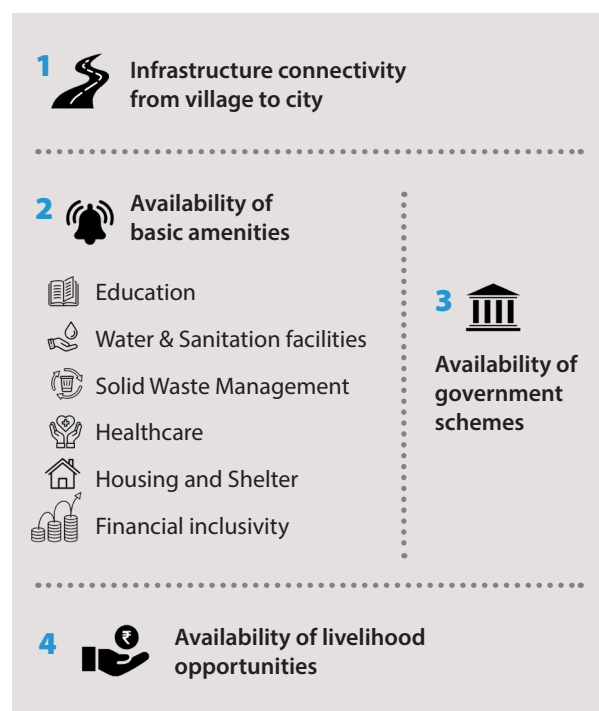 1
Infrastructure connectivity
from village to city
2
Availability of
basic amenities
Education
Water & Sanitation facilities
Solid Waste Management
Healthcare
Housing and Shelter
Financial inclusivity
3
Availability of
government
schemes
4
₹
Availability of livelihood
opportunities